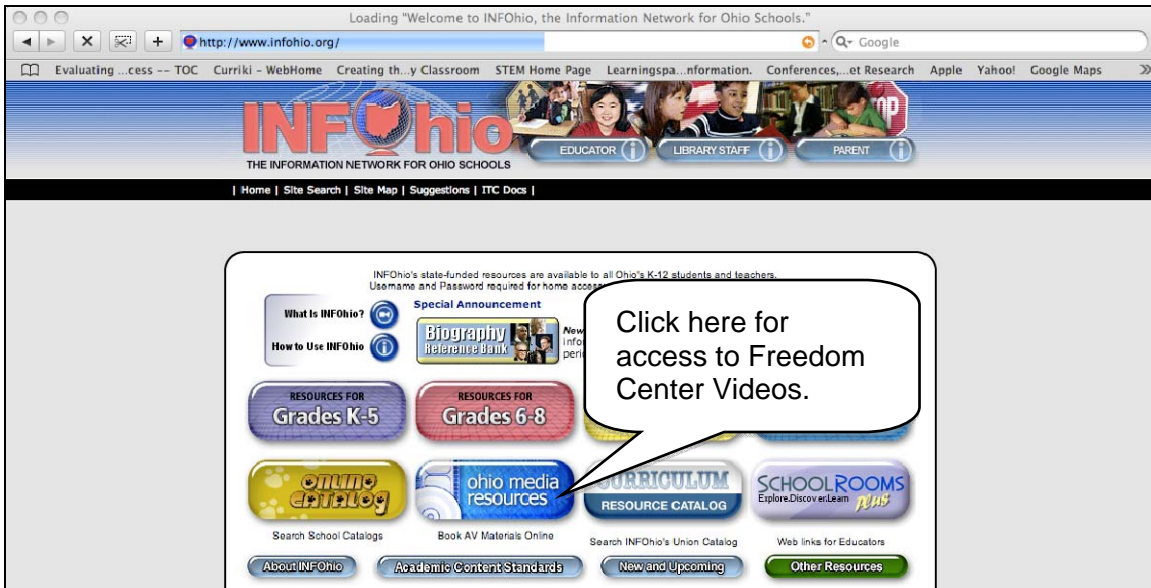 Loading "Welcome to INFOhio, the Information Network for Ohio Schools."
http://www.infohio.org/
Google
Evaluating ...cess -- TOC Curriki - WebHome Creating th...y Classroom STEM Home Page Learningspa...nformation. Conferences,...et Research Apple Yahoo! Google Maps
INFOhio
THE INFORMATION NETWORK FOR OHIO SCHOOLS
EDUCATOR LIBRARY STAFF PARENT
| Home | Site Search | Site Map | Suggestions | ITC Docs |
INFOhio's state-funded resources are available to all Ohio's K-12 students and teachers.
Username and Password required for home
What Is INFOhio?
How to Use INFOhio
Special Announcement
Biography
Reference Bank
New
Click here for
access to Freedom
Center Videos.
RESOURCES FOR
Grades K-5
RESOURCES FOR
Grades 6-8
ONLINE
CATALOG
Search School Catalogs
ohio media
resources
Book AV Materials Online
CURRICULUM
RESOURCE CATALOG
Search INFOhio's Union Catalog
SCHOOLROOMS
Explore.Discover.Learn plus
Web links for Educators
About INFOhio Academic Content Standards New and Upcoming Other Resources